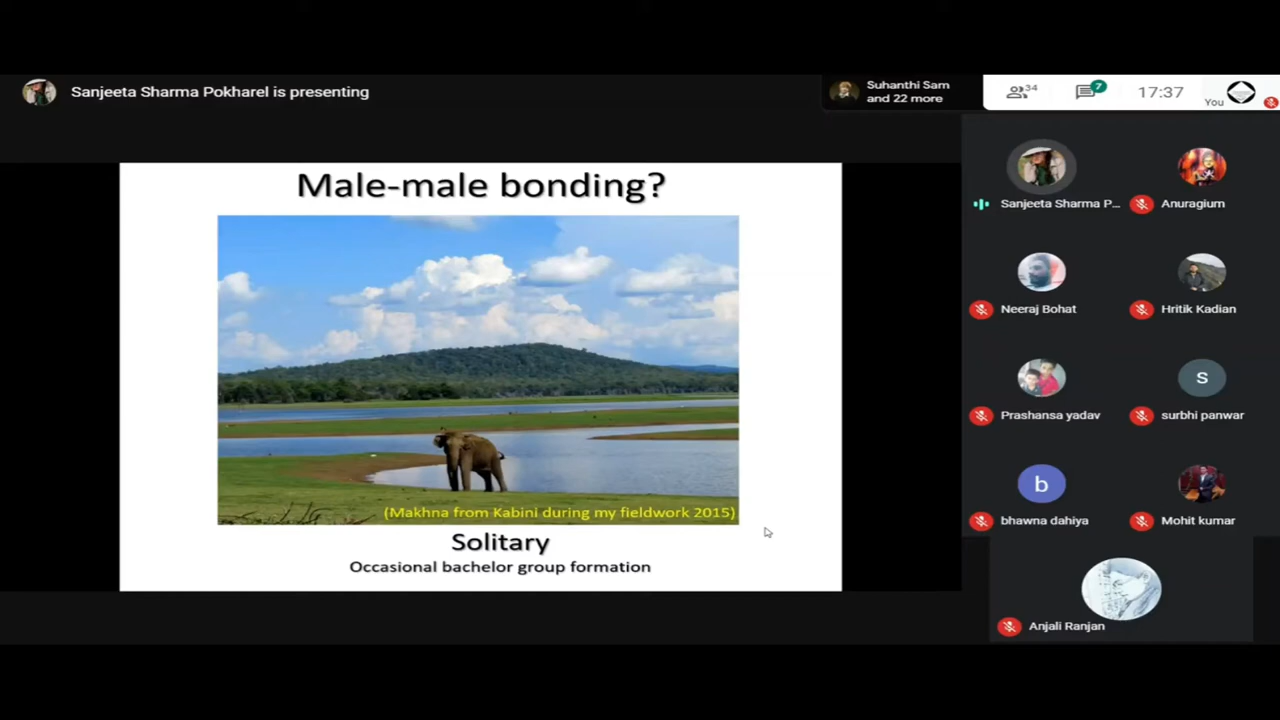 Sanjeeta Sharma Pokharel is presenting
Suhanthi Sam
and 22 more
34
7
17:37
You
Male-male bonding?
(Makhna from Kabini during my fieldwork 2015)
Solitary
Occasional bachelor group formation
Sanjeeta Sharma P...
Anuragium
Neeraj Bohat
Hritik Kadian
Prashansa yadav
s
surbhi panwar
b
bhawna dahiya
Mohit kumar
Anjali Ranjan